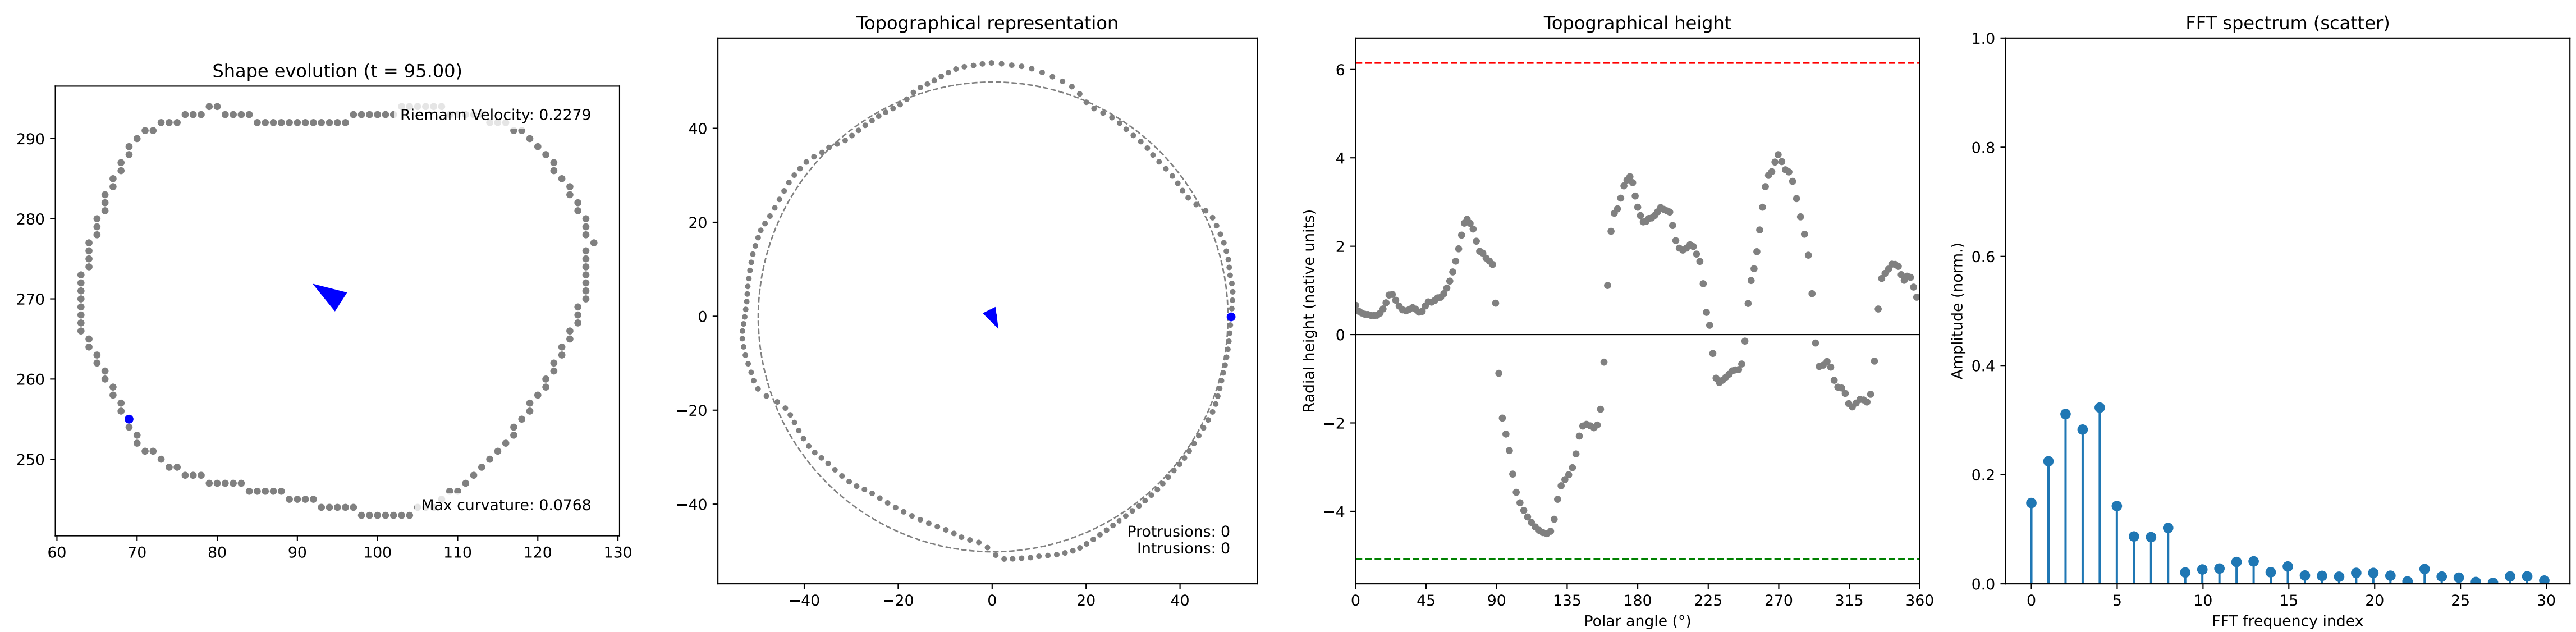 Shape evolution (t = 95.00)
Riemann Velocity: 0.2279
Max curvature: 0.0768
290
280
270
260
250
60 70 80 90 100 110 120 130
Topographical representation
40
20
0
−20
−40
−40 −20 0 20 40
Protrusions: 0
Intrusions: 0
Topographical height
Radial height (native units)
6
4
2
0
−2
−4
0 45 90 135 180 225 270 315 360
Polar angle (°)
FFT spectrum (scatter)
Amplitude (norm.)
1.0
0.8
0.6
0.4
0.2
0.0
0 5 10 15 20 25 30
FFT frequency index